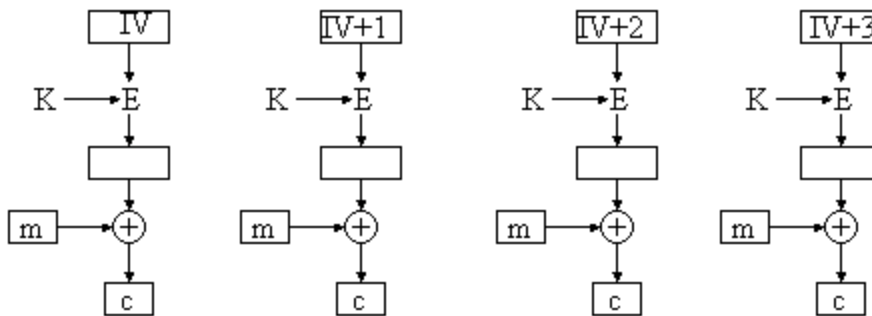 IV IV+1 IV+2 IV+3
K E K E K E K E
m + m + m + m +
c c c c